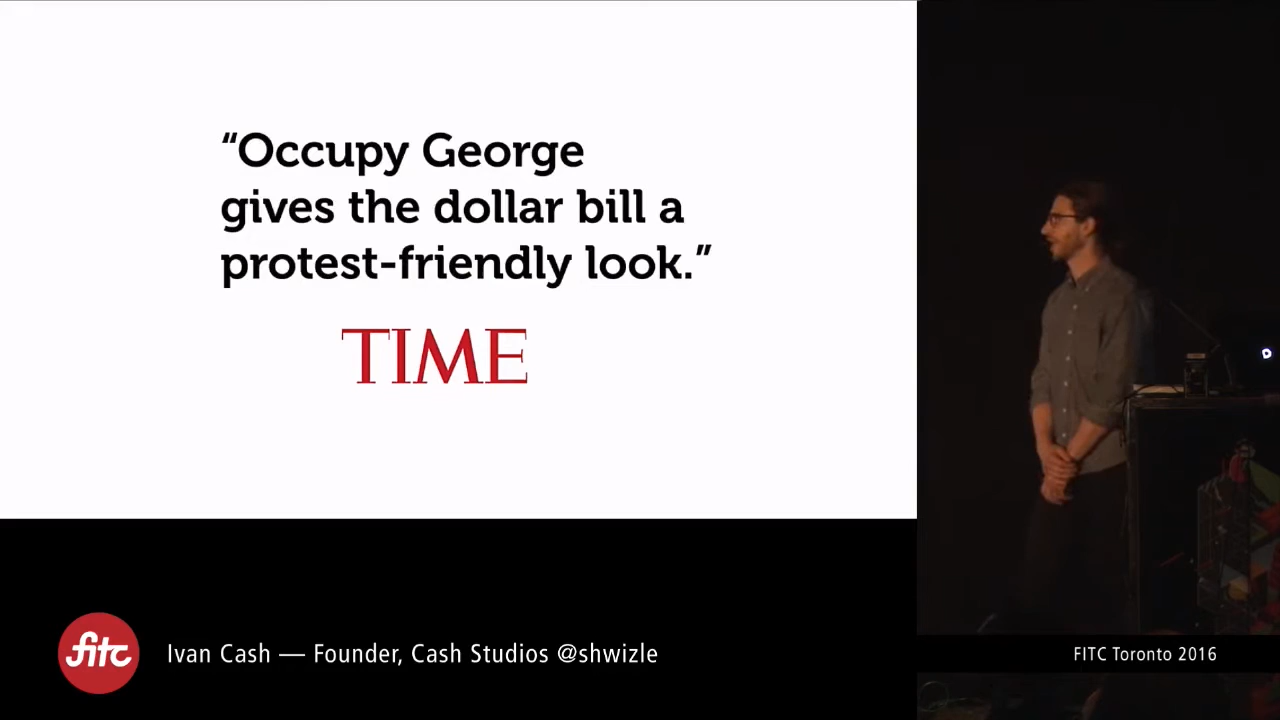 “Occupy George
gives the dollar bill a
protest-friendly look.”
TIME
fitc
Ivan Cash — Founder, Cash Studios @shwizle
FITC Toronto 2016